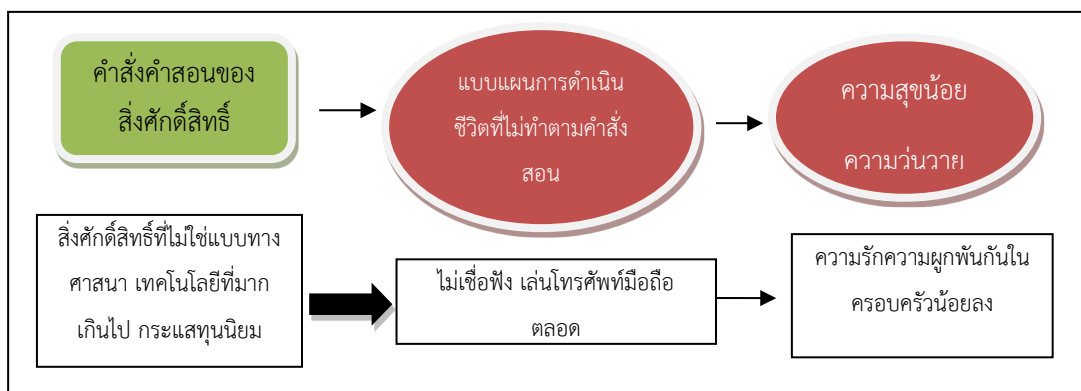 คำสั่งคำสอนของ
สิ่งศักดิ์สิทธิ์
แบบแผนการดำเนิน
ชีวิตที่ไม่ทำตามคำสั่ง
สอน
ความสุขน้อย
ความว่นวาย
สิ่งศักดิ์สิทธิ์ที่ไม่ใช่แบบทาง
ศาสนา เทคโนโลยีที่มาก
เกินไป กระแสทุนนิยม
ไม่เชื่อฟัง เล่นโทรศัพท์มือถือ
ตลอด
ความรักความผูกพันกันใน
ครอบครัวน้อยลง